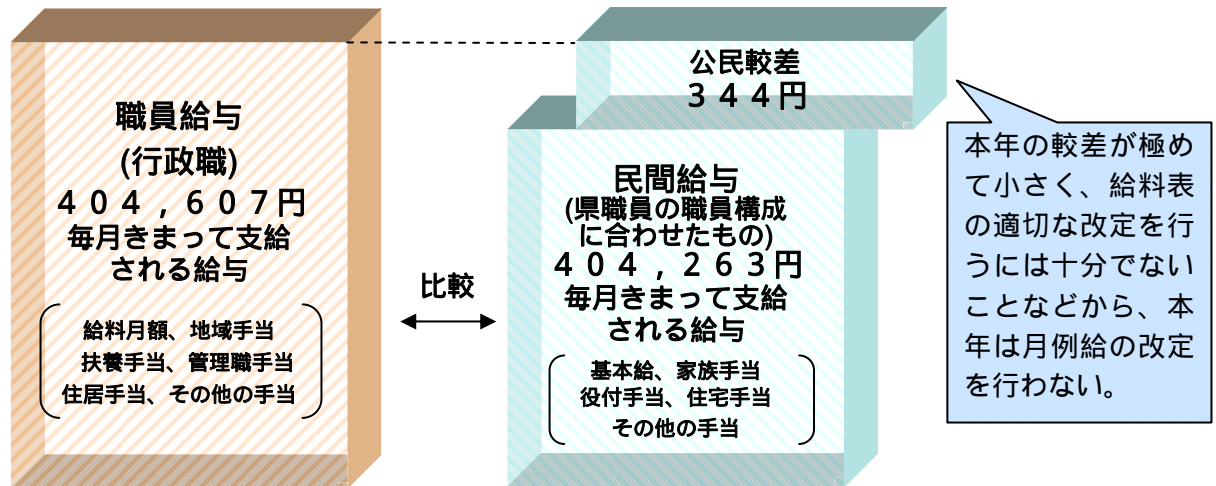 職員給与
(行政職)
４０４，６０７円
毎月きまって支給
される給与
給料月額、地域手当
扶養手当、管理職手当
住居手当、その他の手当
比較
公民較差
３４４円
民間給与
(県職員の職員構成
に合わせたもの)
４０４，２６３円
毎月きまって支給
される給与
基本給、家族手当
役付手当、住宅手当
その他の手当
本年の較差が極め
て小さく、給料表
の適切な改定を行
うには十分でない
ことなどから、本
年は月例給の改定
を行わない。